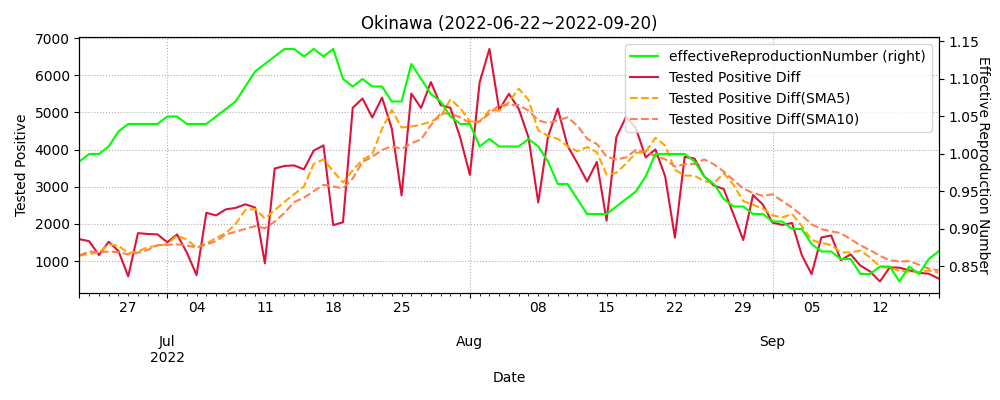 Okinawa (2022-06-22~2022-09-20)
effectiveReproductionNumber (right)
Tested Positive Diff
Tested Positive Diff(SMA5)
Tested Positive Diff(SMA10)
Tested Positive
7000
6000
5000
4000
3000
2000
1000
1.15
1.10
1.05
1.00
0.95
0.90
0.85
Effective Reproduction Number
27 04 11 18 25 08 15 22 29 05 12
Jul Aug Sep
2022
Date